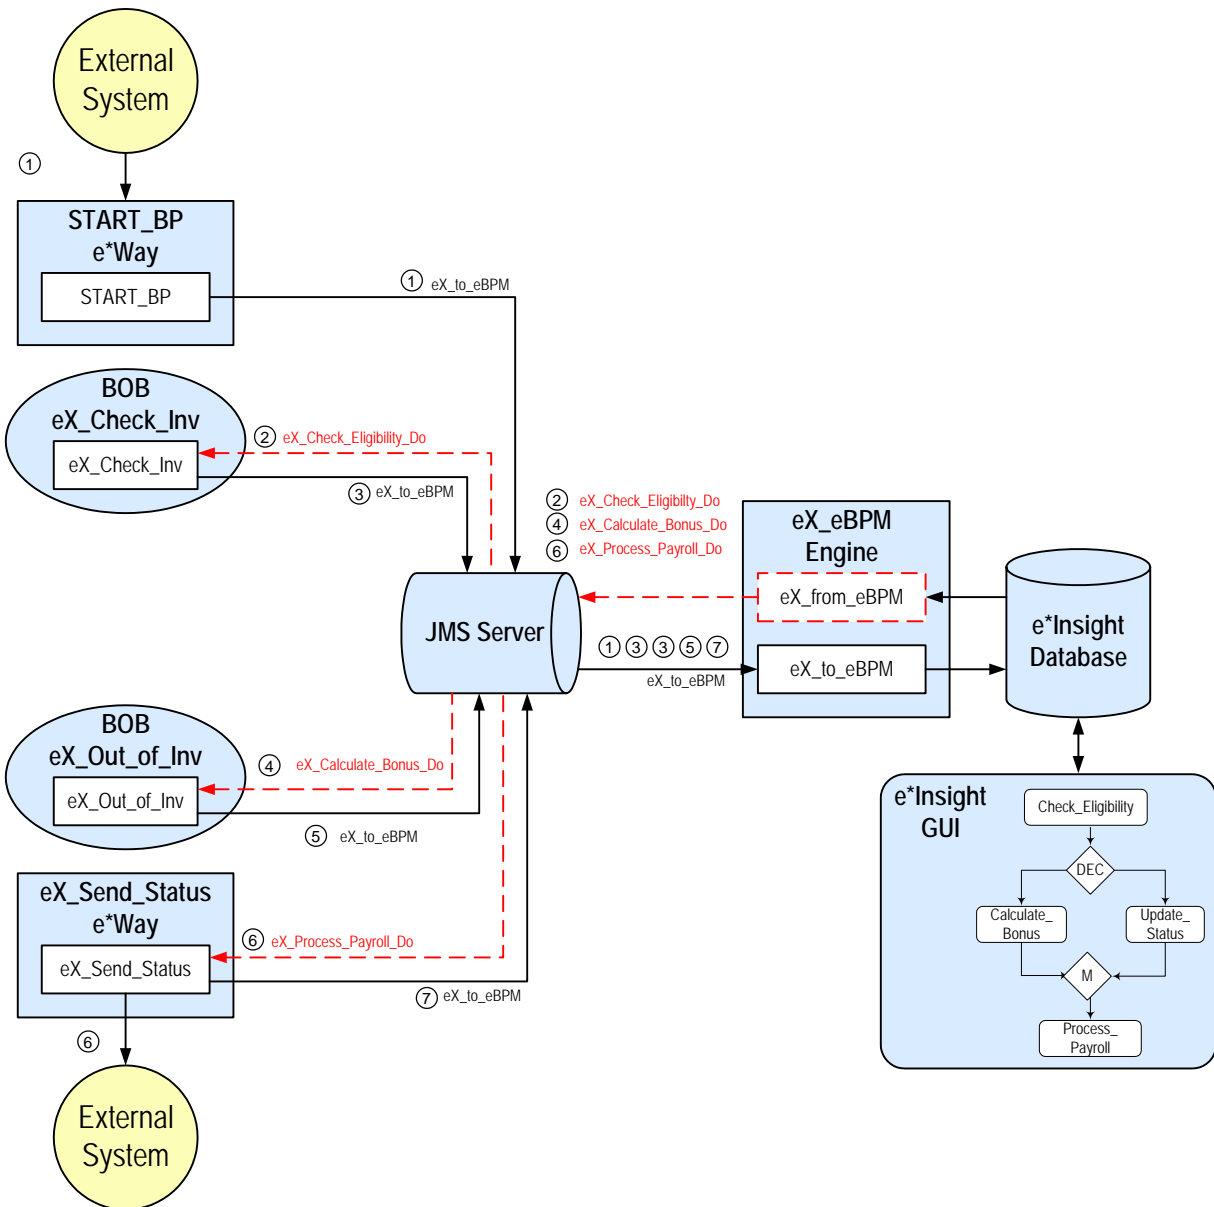 External
System
1
START_BP
e*Way
START_BP
1 eX_to_eBPM
BOB
eX_Check_Inv
eX_Check_Inv
2 eX_Check_Eligibility_Do
3 eX_to_eBPM
2 eX_Check_Eligibilty_Do
4 eX_Calculate_Bonus_Do
6 eX_Process_Payroll_Do
eX_eBPM
Engine
eX_from_eBPM
eX_to_eBPM
JMS Server
1 3 3 5 7
eX_to_eBPM
e*Insight
Database
BOB
eX_Out_of_Inv
eX_Out_of_Inv
4 eX_Calculate_Bonus_Do
5 eX_to_eBPM
eX_Send_Status
e*Way
eX_Send_Status
6 eX_Process_Payroll_Do
7 eX_to_eBPM
6
External
System
e*Insight
GUI
Check_Eligibility
DEC
Calculate_
Bonus
Update_
Status
M
Process_
Payroll